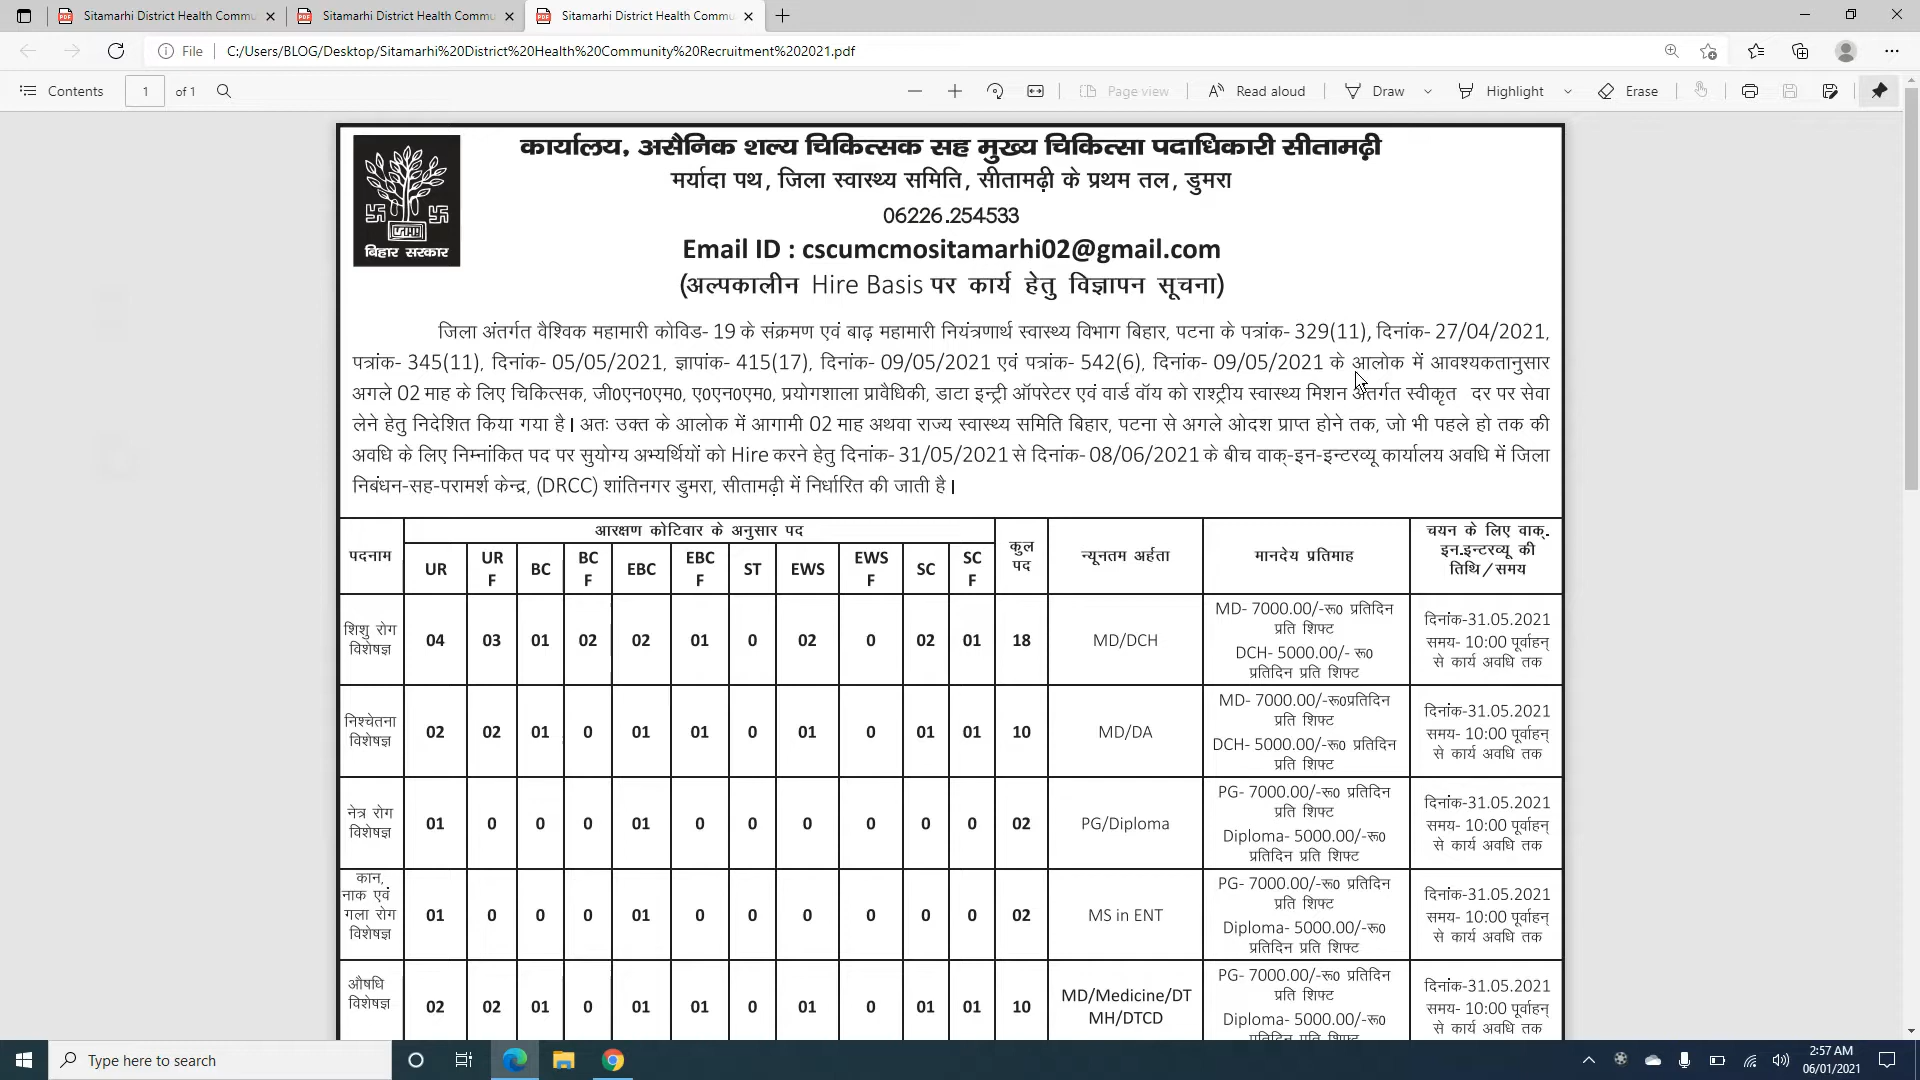 Sitamarhi District Health Commu
Sitamarhi District Health Commu
Sitamarhi District Health Commu
File C:/Users/BLOG/Desktop/Sitamarhi%20District%20Health%20Community%20Recruitment%202021.pdf
Contents 1 of 1 Page view Read aloud Draw Highlight Erase
बिहार सरकार
कार्यालय, असैनिक शल्य चिकित्सक सह मुख्य चिकित्सा पदाधिकारी सीतामढ़ी
मर्यादा पथ, जिला स्वास्थ्य समिति, सीतामढ़ी के प्रथम तल, डुमरा
06226.254533
Email ID : cscumcmositamarhi02@gmail.com
(अल्पकालीन Hire Basis पर कार्य हेतु विज्ञापन सूचना)
जिला अंतर्गत वैश्विक महामारी कोविड- 19 के संक्रमण एवं बाढ़ महामारी नियंत्रणार्थ स्वास्थ्य विभाग बिहार, पटना के पत्रांक- 329(11), दिनांक- 27/04/2021,
पत्रांक- 345(11), दिनांक- 05/05/2021, ज्ञापांक- 415(17), दिनांक- 09/05/2021 एवं पत्रांक- 542(6), दिनांक- 09/05/2021 के आलोक में आवश्यकतानुसार
अगले 02 माह के लिए चिकित्सक, जी0एन0एम0, ए0एन0एम0, प्रयोगशाला प्रावैधिकी, डाटा इन्ट्री ऑपरेटर एवं वार्ड वॉय को राश्ट्रीय स्वास्थ्य मिशन अंतर्गत स्वीकृत दर पर सेवा
लेने हेतु निदेशित किया गया है। अतः उक्त के आलोक में आगामी 02 माह अथवा राज्य स्वास्थ्य समिति बिहार, पटना से अगले ओदश प्राप्त होने तक, जो भी पहले हो तक की
अवधि के लिए निम्नांकित पद पर सुयोग्य अभ्यर्थियों को Hire करने हेतु दिनांक- 31/05/2021 से दिनांक- 08/06/2021 के बीच वाक्-इन-इन्टरव्यू कार्यालय अवधि में जिला
निबंधन-सह-परामर्श केन्द्र, (DRCC) शांतिनगर डुमरा, सीतामढ़ी में निर्धारित की जाती है।
पदनाम आरक्षण कोटिवार के अनुसार पद कुल पद न्यूनतम अर्हता मानदेय प्रतिमाह चयन के लिए वाक्.
इन.इन्टरव्यू की
तिथि/समय
UR UR F BC BC F EBC EBC F ST EWS EWS F SC SC F
शिशु रोग विशेषज्ञ 04 03 01 02 02 01 0 02 0 02 01 18 MD/DCH
MD- 7000.00/-रू0 प्रतिदिन
प्रति शिफ्ट
DCH- 5000.00/- रू0
प्रतिदिन प्रति शिफ्ट
दिनांक-31.05.2021
समय- 10:00 पूर्वाहन्
से कार्य अवधि तक
निश्चेतना विशेषज्ञ 02 02 01 0 01 01 0 01 0 01 01 10 MD/DA
MD- 7000.00/-रू0प्रतिदिन
प्रति शिफ्ट
DCH- 5000.00/-रू0 प्रतिदिन
प्रति शिफ्ट
दिनांक-31.05.2021
समय- 10:00 पूर्वाहन्
से कार्य अवधि तक
नेत्र रोग विशेषज्ञ 01 0 0 0 01 0 0 0 0 0 0 02 PG/Diploma
PG- 7000.00/-रू0 प्रतिदिन
प्रति शिफ्ट
Diploma- 5000.00/-रू0
प्रतिदिन प्रति शिफ्ट
दिनांक-31.05.2021
समय- 10:00 पूर्वाहन्
से कार्य अवधि तक
कान, नाक एवं गला रोग विशेषज्ञ 01 0 0 0 01 0 0 0 0 0 0 02 MS in ENT
PG- 7000.00/-रू0 प्रतिदिन
प्रति शिफ्ट
Diploma- 5000.00/-रू0
प्रतिदिन प्रति शिफ्ट
दिनांक-31.05.2021
समय- 10:00 पूर्वाहन्
से कार्य अवधि तक
औषधि विशेषज्ञ 02 02 01 0 01 01 0 01 0 01 01 10 MD/Medicine/DT
MH/DTCD
PG- 7000.00/-रू0 प्रतिदिन
प्रति शिफ्ट
Diploma- 5000.00/-रू0
प्रतिदिन प्रति शिफ्ट
दिनांक-31.05.2021
समय- 10:00 पूर्वाहन्
से कार्य अवधि तक
Type here to search
2:57 AM
06/01/2021